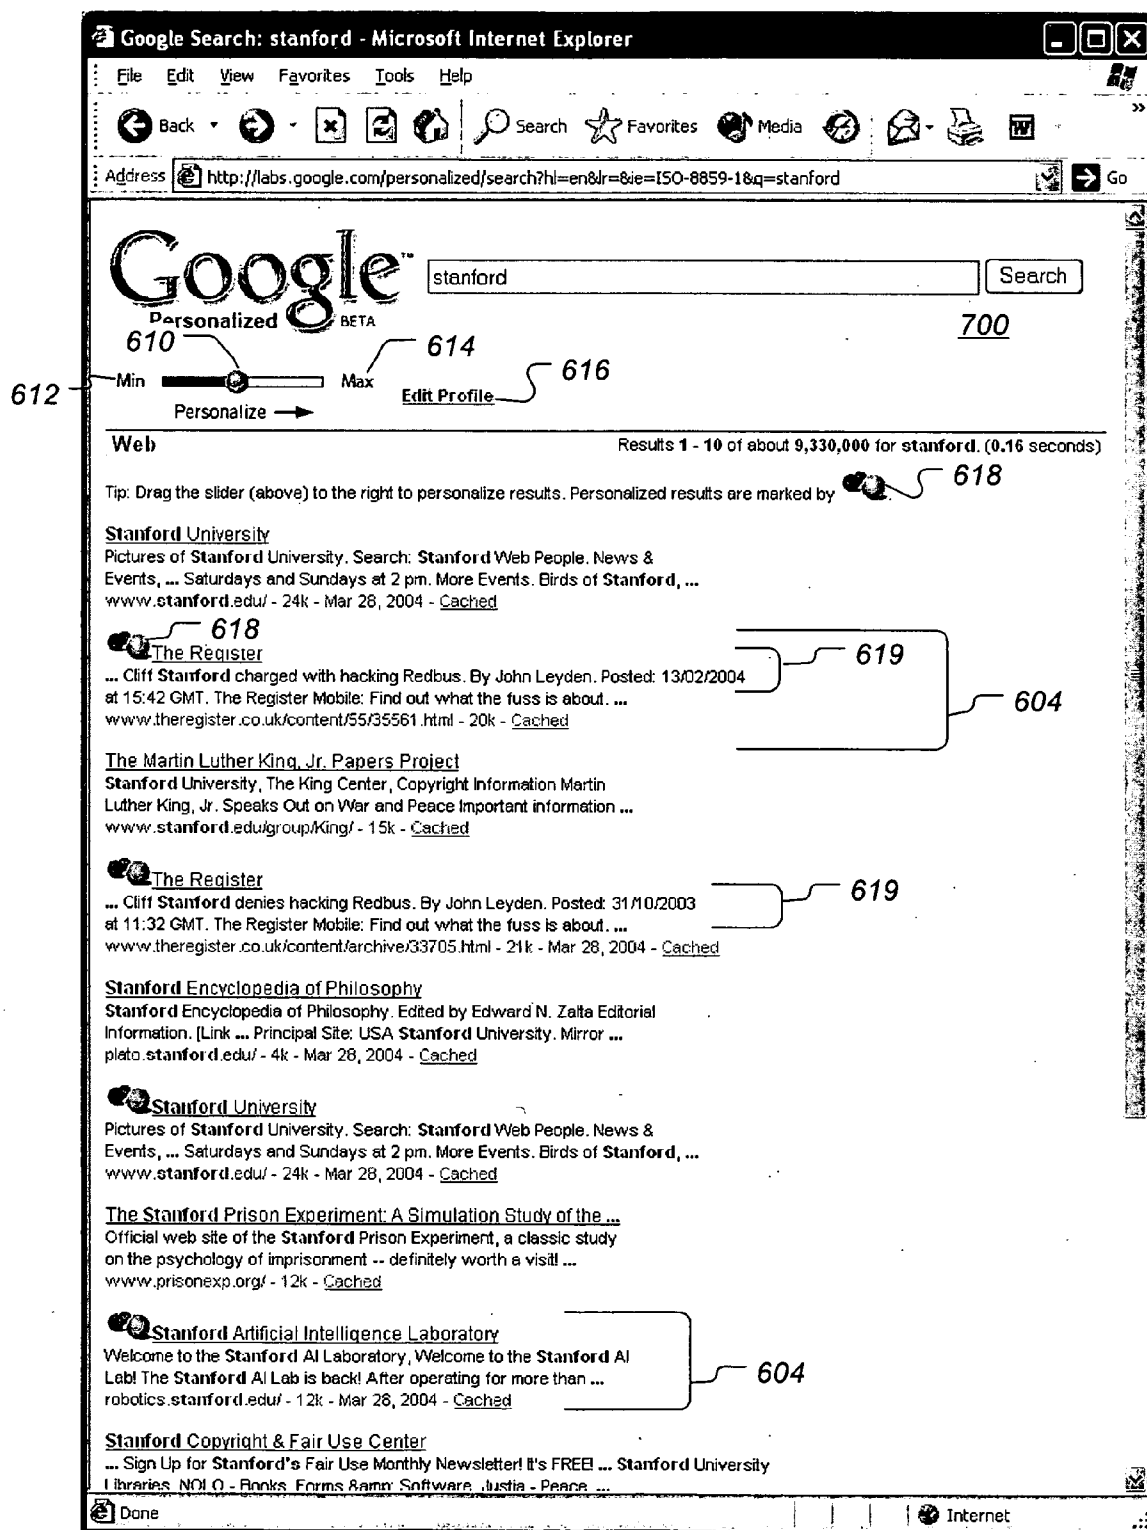 Google Search: stanford - Microsoft Internet Explorer
File Edit View Favorites Tools Help
Back Search Favorites Media »
Address http://labs.google.com/personalized/search?hl=en&lr=&ie=ISO-8859-1&q=stanford Go
Google™ stanford Search
Personalized BETA 700
610 614
612 Min Max 616
Edit Profile
Personalize →
Web Results 1 - 10 of about 9,330,000 for stanford. (0.16 seconds)
618
Tip: Drag the slider (above) to the right to personalize results. Personalized results are marked by
Stanford University
Pictures of Stanford University. Search: Stanford Web People. News &
Events, ... Saturdays and Sundays at 2 pm. More Events. Birds of Stanford, ...
www.stanford.edu/ - 24k - Mar 28, 2004 - Cached
618
The Register 619
... Cliff Stanford charged with hacking Redbus. By John Leyden. Posted: 13/02/2004
at 15:42 GMT. The Register Mobile: Find out what the fuss is about. ... 604
www.theregister.co.uk/content/55/35561.html - 20k - Cached
The Martin Luther King, Jr. Papers Project
Stanford University, The King Center, Copyright Information Martin
Luther King, Jr. Speaks Out on War and Peace Important information ...
www.stanford.edu/group/King/ - 15k - Cached
The Register 619
... Cliff Stanford denies hacking Redbus. By John Leyden. Posted: 31/10/2003
at 11:32 GMT. The Register Mobile: Find out what the fuss is about. ...
www.theregister.co.uk/content/archive/33705.html - 21k - Mar 28, 2004 - Cached
Stanford Encyclopedia of Philosophy
Stanford Encyclopedia of Philosophy. Edited by Edward N. Zalta Editorial
Information. [Link ... Principal Site: USA Stanford University. Mirror ...
plato.stanford.edu/ - 4k - Mar 28, 2004 - Cached
Stanford University
Pictures of Stanford University. Search: Stanford Web People. News &
Events, ... Saturdays and Sundays at 2 pm. More Events. Birds of Stanford, ...
www.stanford.edu/ - 24k - Mar 28, 2004 - Cached
The Stanford Prison Experiment: A Simulation Study of the ...
Official web site of the Stanford Prison Experiment, a classic study
on the psychology of imprisonment -- definitely worth a visit! ...
www.prisonexp.org/ - 12k - Cached
Stanford Artificial Intelligence Laboratory
Welcome to the Stanford AI Laboratory, Welcome to the Stanford AI
Lab! The Stanford AI Lab is back! After operating for more than ... 604
robotics.stanford.edu/ - 12k - Mar 28, 2004 - Cached
Stanford Copyright & Fair Use Center
... Sign Up for Stanford's Fair Use Monthly Newsletter! It's FREE! ... Stanford University
Libraries. NOLO - Books, Forms &amp; Software. Justia - Peace ...
Done Internet